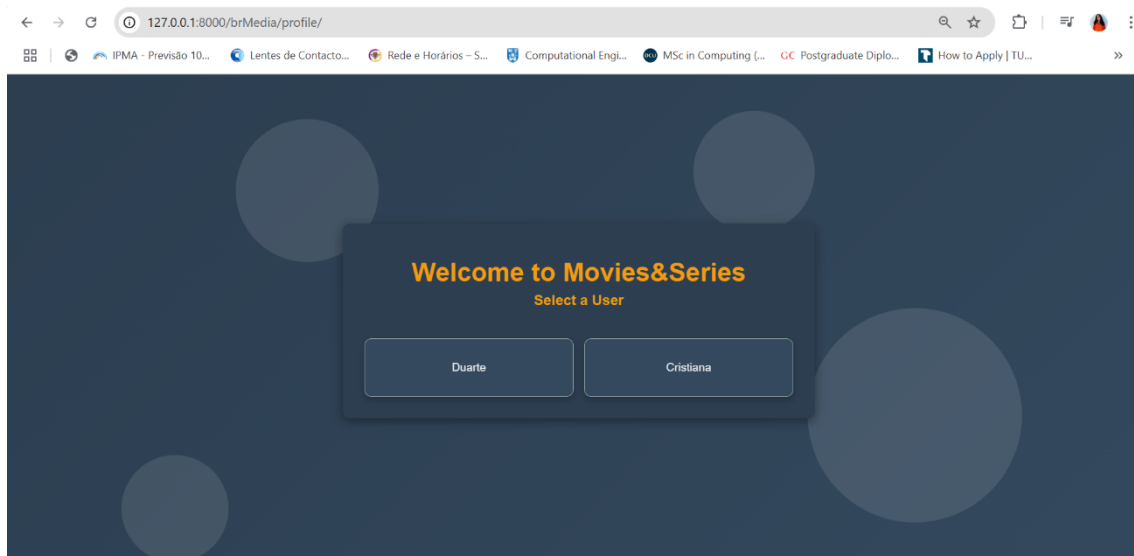 127.0.0.1:8000/brMedia/profile/
IPMA - Previsão 10... Lentes de Contacto... Rede e Horários – S... Computational Engi... MSc in Computing (... GC Postgraduate Diplo... How to Apply | TU... »
Welcome to Movies&Series
Select a User
Duarte Cristiana